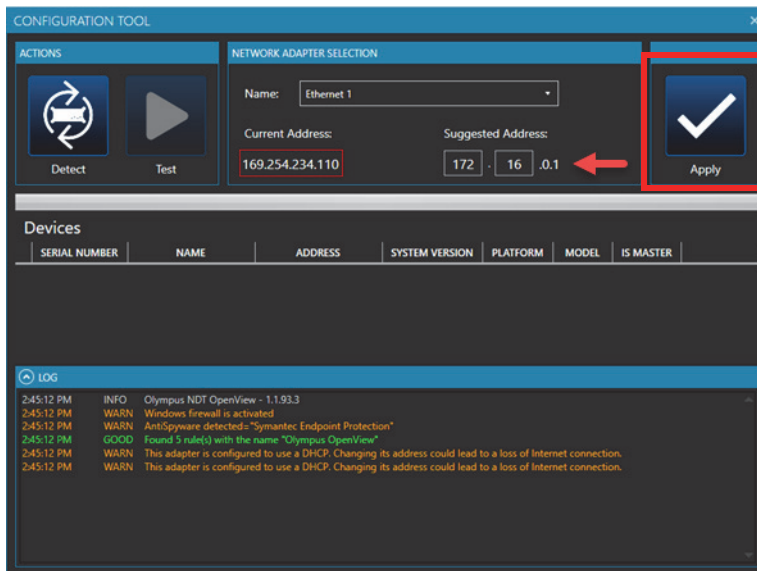 CONFIGURATION TOOL
ACTIONS
NETWORK ADAPTER SELECTION
Name: Ethernet 1
Current Address: Suggested Address:
169.254.234.110 172 . 16 .0.1
Detect Test Apply
Devices
SERIAL NUMBER NAME ADDRESS SYSTEM VERSION PLATFORM MODEL IS MASTER
LOG
2:45:12 PM INFO Olympus NDT OpenView - 1.1.93.3
2:45:12 PM WARN Windows firewall is activated
2:45:12 PM WARN AntiSpyware detected="Symantec Endpoint Protection"
2:45:12 PM GOOD Found 5 rule(s) with the name "Olympus OpenView"
2:45:12 PM WARN This adapter is configured to use a DHCP. Changing its address could lead to a loss of Internet connection.
2:45:12 PM WARN This adapter is configured to use a DHCP. Changing its address could lead to a loss of Internet connection.